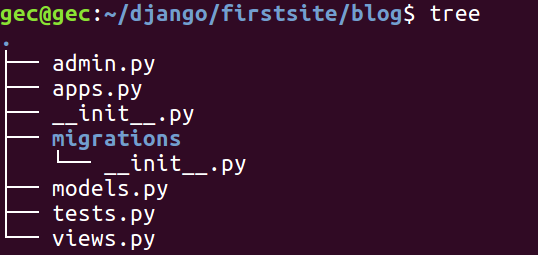 gec@gec:~/django/firstsite/blog$ tree
.
├── admin.py
├── apps.py
├── __init__.py
├── migrations
│   └── __init__.py
├── models.py
├── tests.py
└── views.py